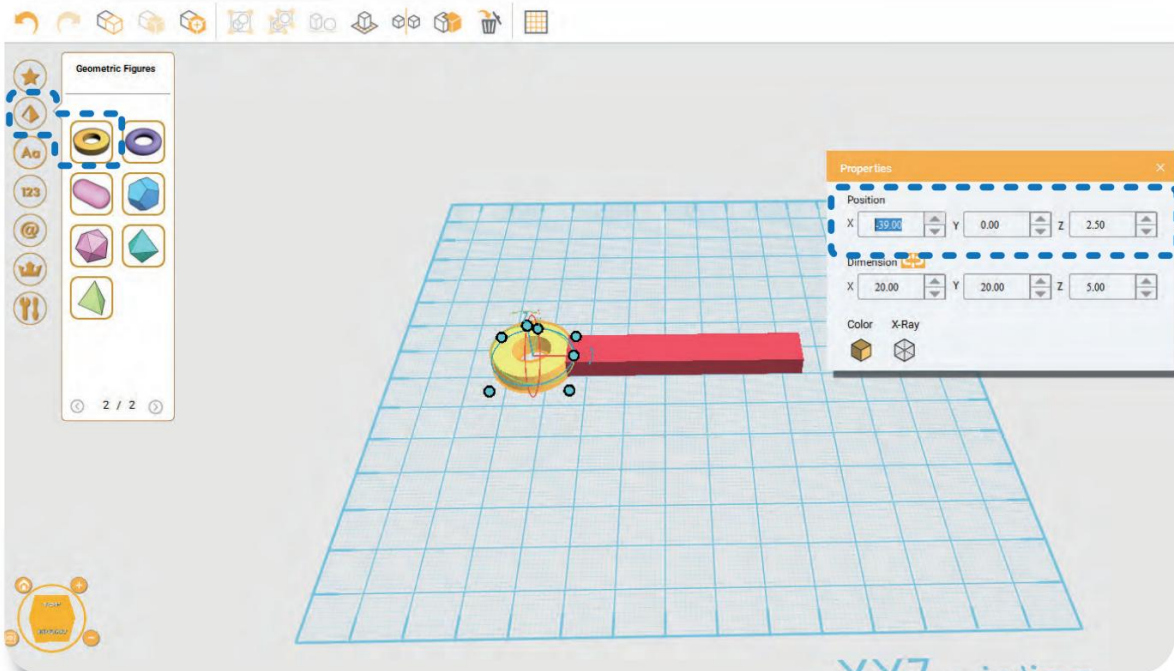 Geometric Figures
Aa
123
@
2 / 2
Properties
Position
X -39.00 Y 0.00 Z 2.50
Dimension
X 20.00 Y 20.00 Z 5.00
Color X-Ray